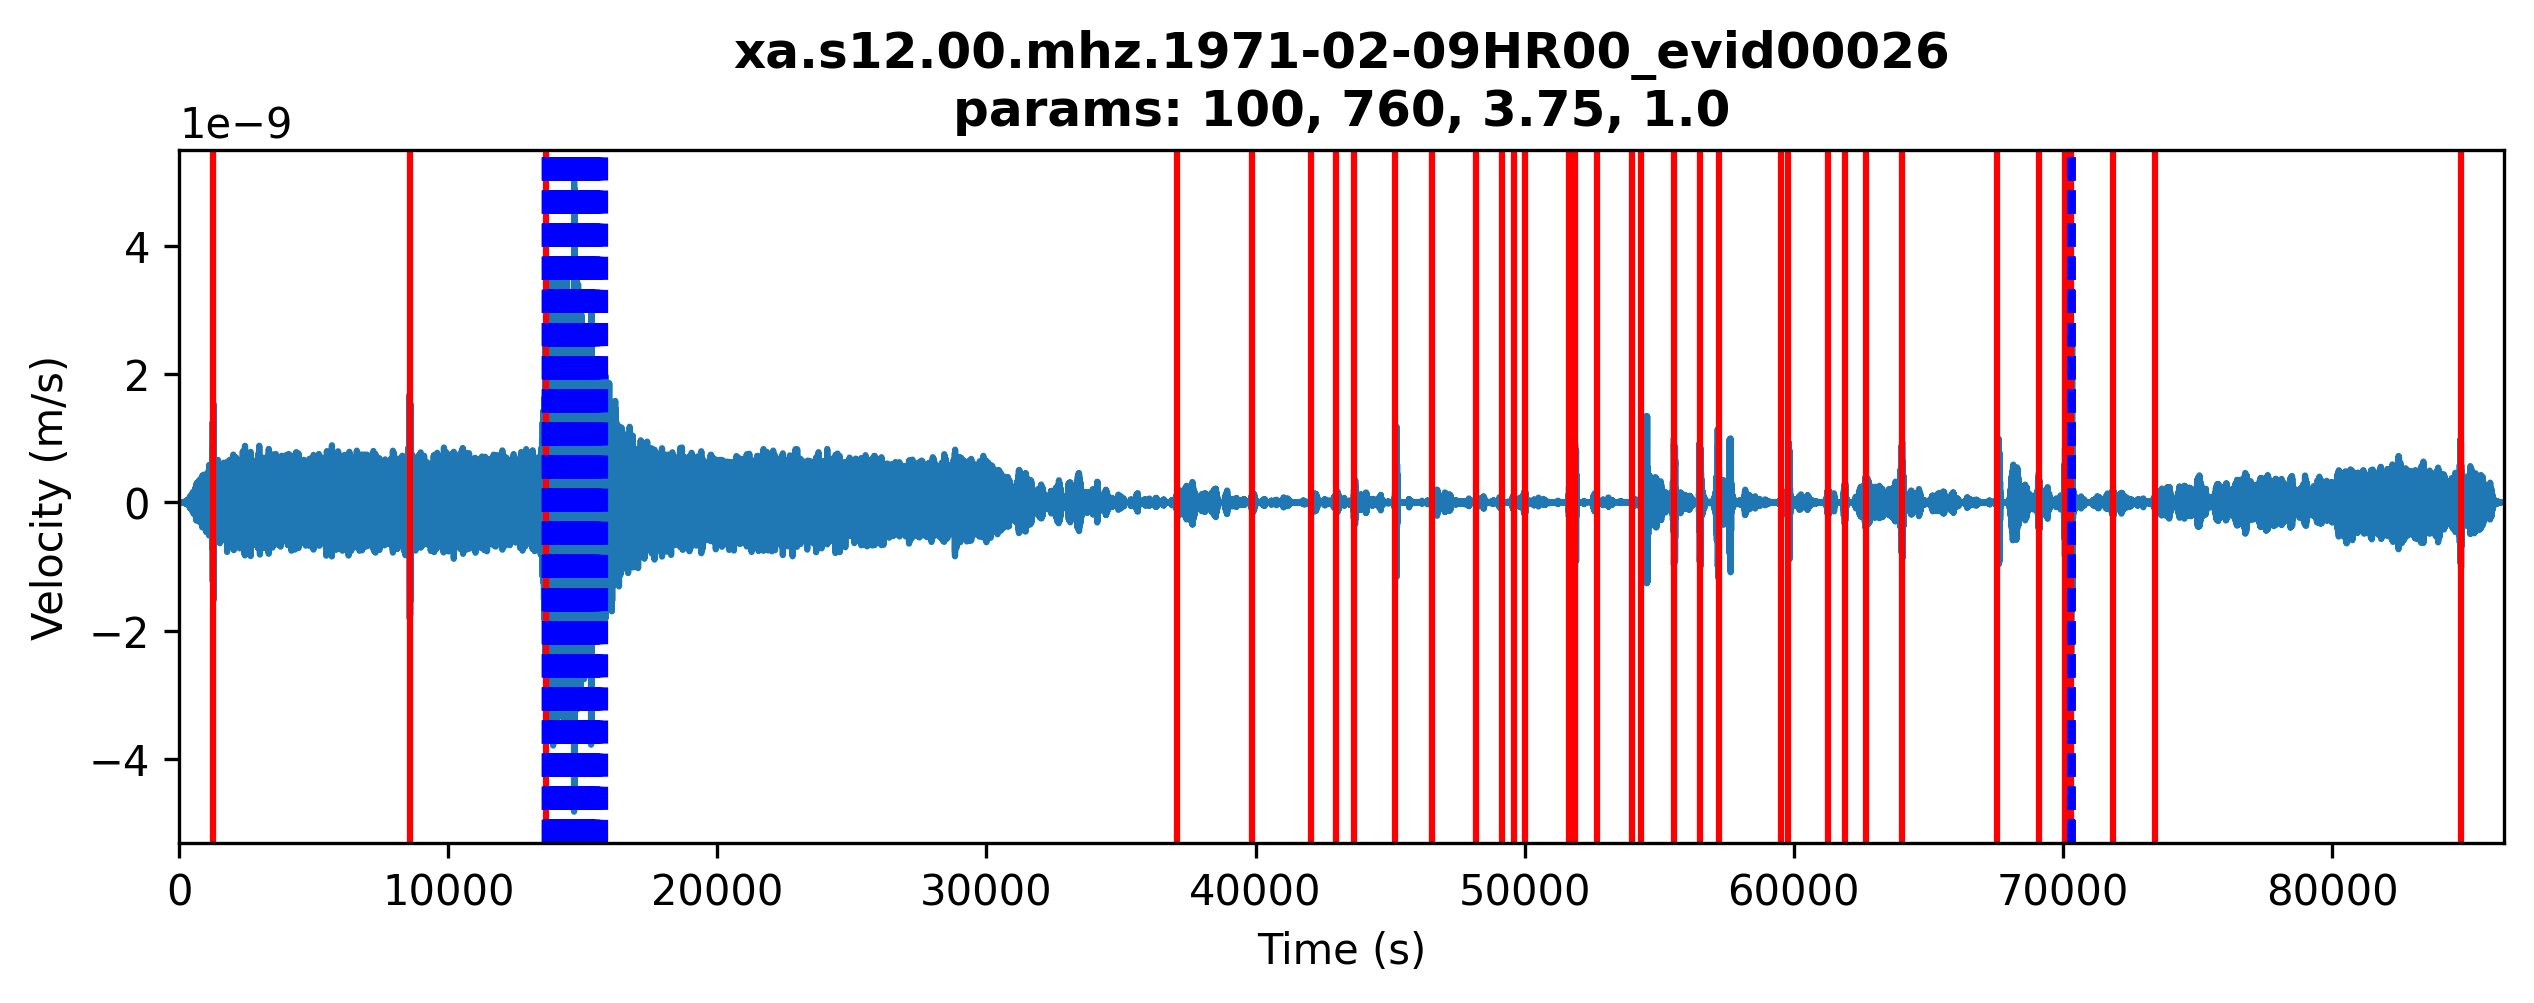 xa.s12.00.mhz.1971-02-09HR00_evid00026
params: 100, 760, 3.75, 1.0
1e−9
4
2
0
−2
−4
Velocity (m/s)
0 10000 20000 30000 40000 50000 60000 70000 80000
Time (s)